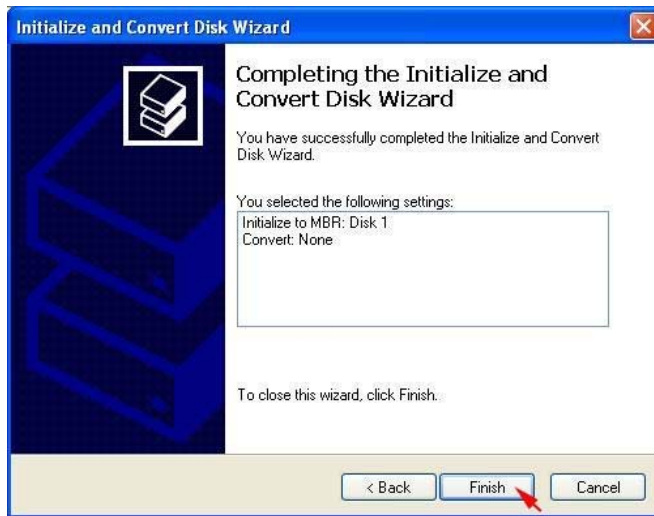 Initialize and Convert Disk Wizard
Completing the Initialize and
Convert Disk Wizard
You have successfully completed the Initialize and Convert
Disk Wizard.
You selected the following settings:
Initialize to MBR: Disk 1
Convert: None
To close this wizard, click Finish.
< Back
Finish
Cancel